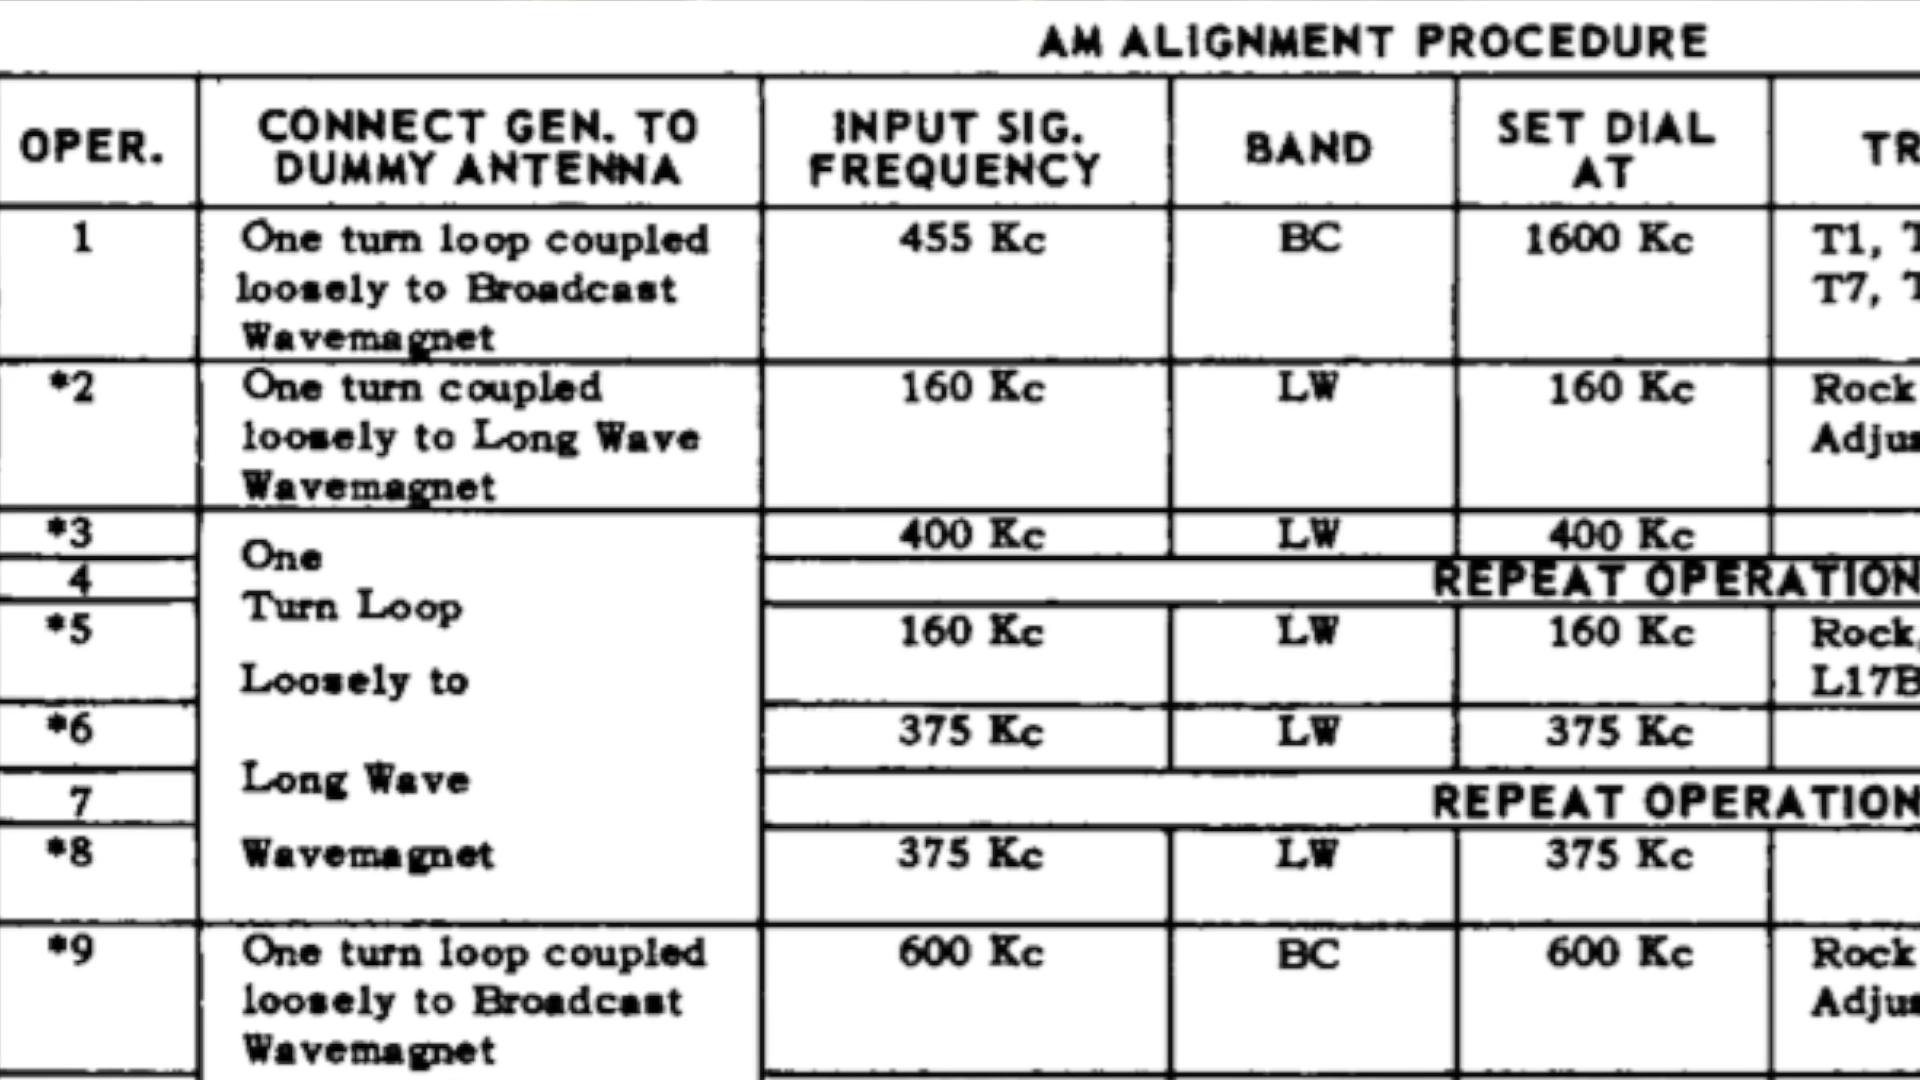 AM ALIGNMENT PROCEDURE
OPER.
CONNECT GEN. TO
DUMMY ANTENNA
INPUT SIG.
FREQUENCY
BAND
SET DIAL
AT
TR
1
One turn loop coupled
loosely to Broadcast
Wavemagnet
455 Kc
BC
1600 Kc
T1, T
T7, T
*2
One turn coupled
loosely to Long Wave
Wavemagnet
160 Kc
LW
160 Kc
Rock
Adjus
*3
One
Turn Loop
Loosely to
Long Wave
Wavemagnet
400 Kc
LW
400 Kc
4
REPEAT OPERATION
*5
160 Kc
LW
160 Kc
Rock,
L17B
*6
375 Kc
LW
375 Kc
7
REPEAT OPERATION
*8
375 Kc
LW
375 Kc
*9
One turn loop coupled
loosely to Broadcast
Wavemagnet
600 Kc
BC
600 Kc
Rock
Adjus